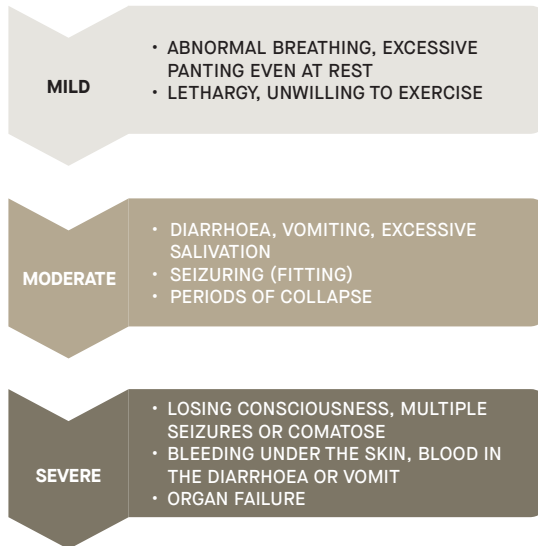 MILD
• ABNORMAL BREATHING, EXCESSIVE
PANTING EVEN AT REST
• LETHARGY, UNWILLING TO EXERCISE
MODERATE
• DIARRHOEA, VOMITING, EXCESSIVE
SALIVATION
• SEIZURING (FITTING)
• PERIODS OF COLLAPSE
SEVERE
• LOSING CONSCIOUSNESS, MULTIPLE
SEIZURES OR COMATOSE
• BLEEDING UNDER THE SKIN, BLOOD IN
THE DIARRHOEA OR VOMIT
• ORGAN FAILURE